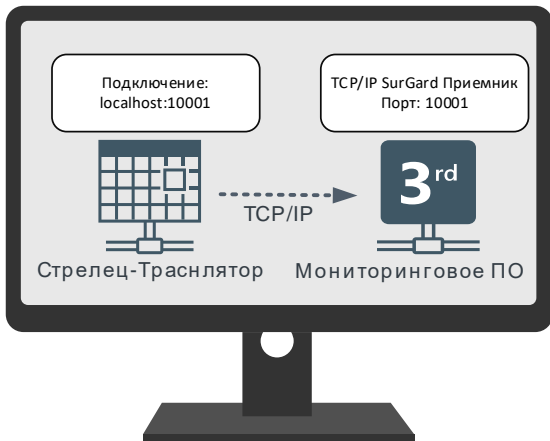 Подключение:
localhost:10001
TCP/IP SurGard Приемник
Порт: 10001
3rd
TCP/IP
Стрелец-Траснлятор
Мониторинговое ПО